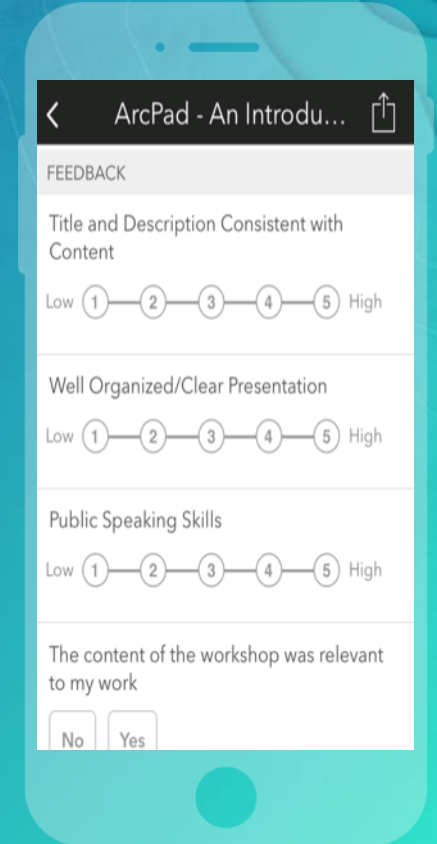 ArcPad - An Introdu...
FEEDBACK
Title and Description Consistent with
Content
Low 1 2 3 4 5 High
Well Organized/Clear Presentation
Low 1 2 3 4 5 High
Public Speaking Skills
Low 1 2 3 4 5 High
The content of the workshop was relevant
to my work
No Yes